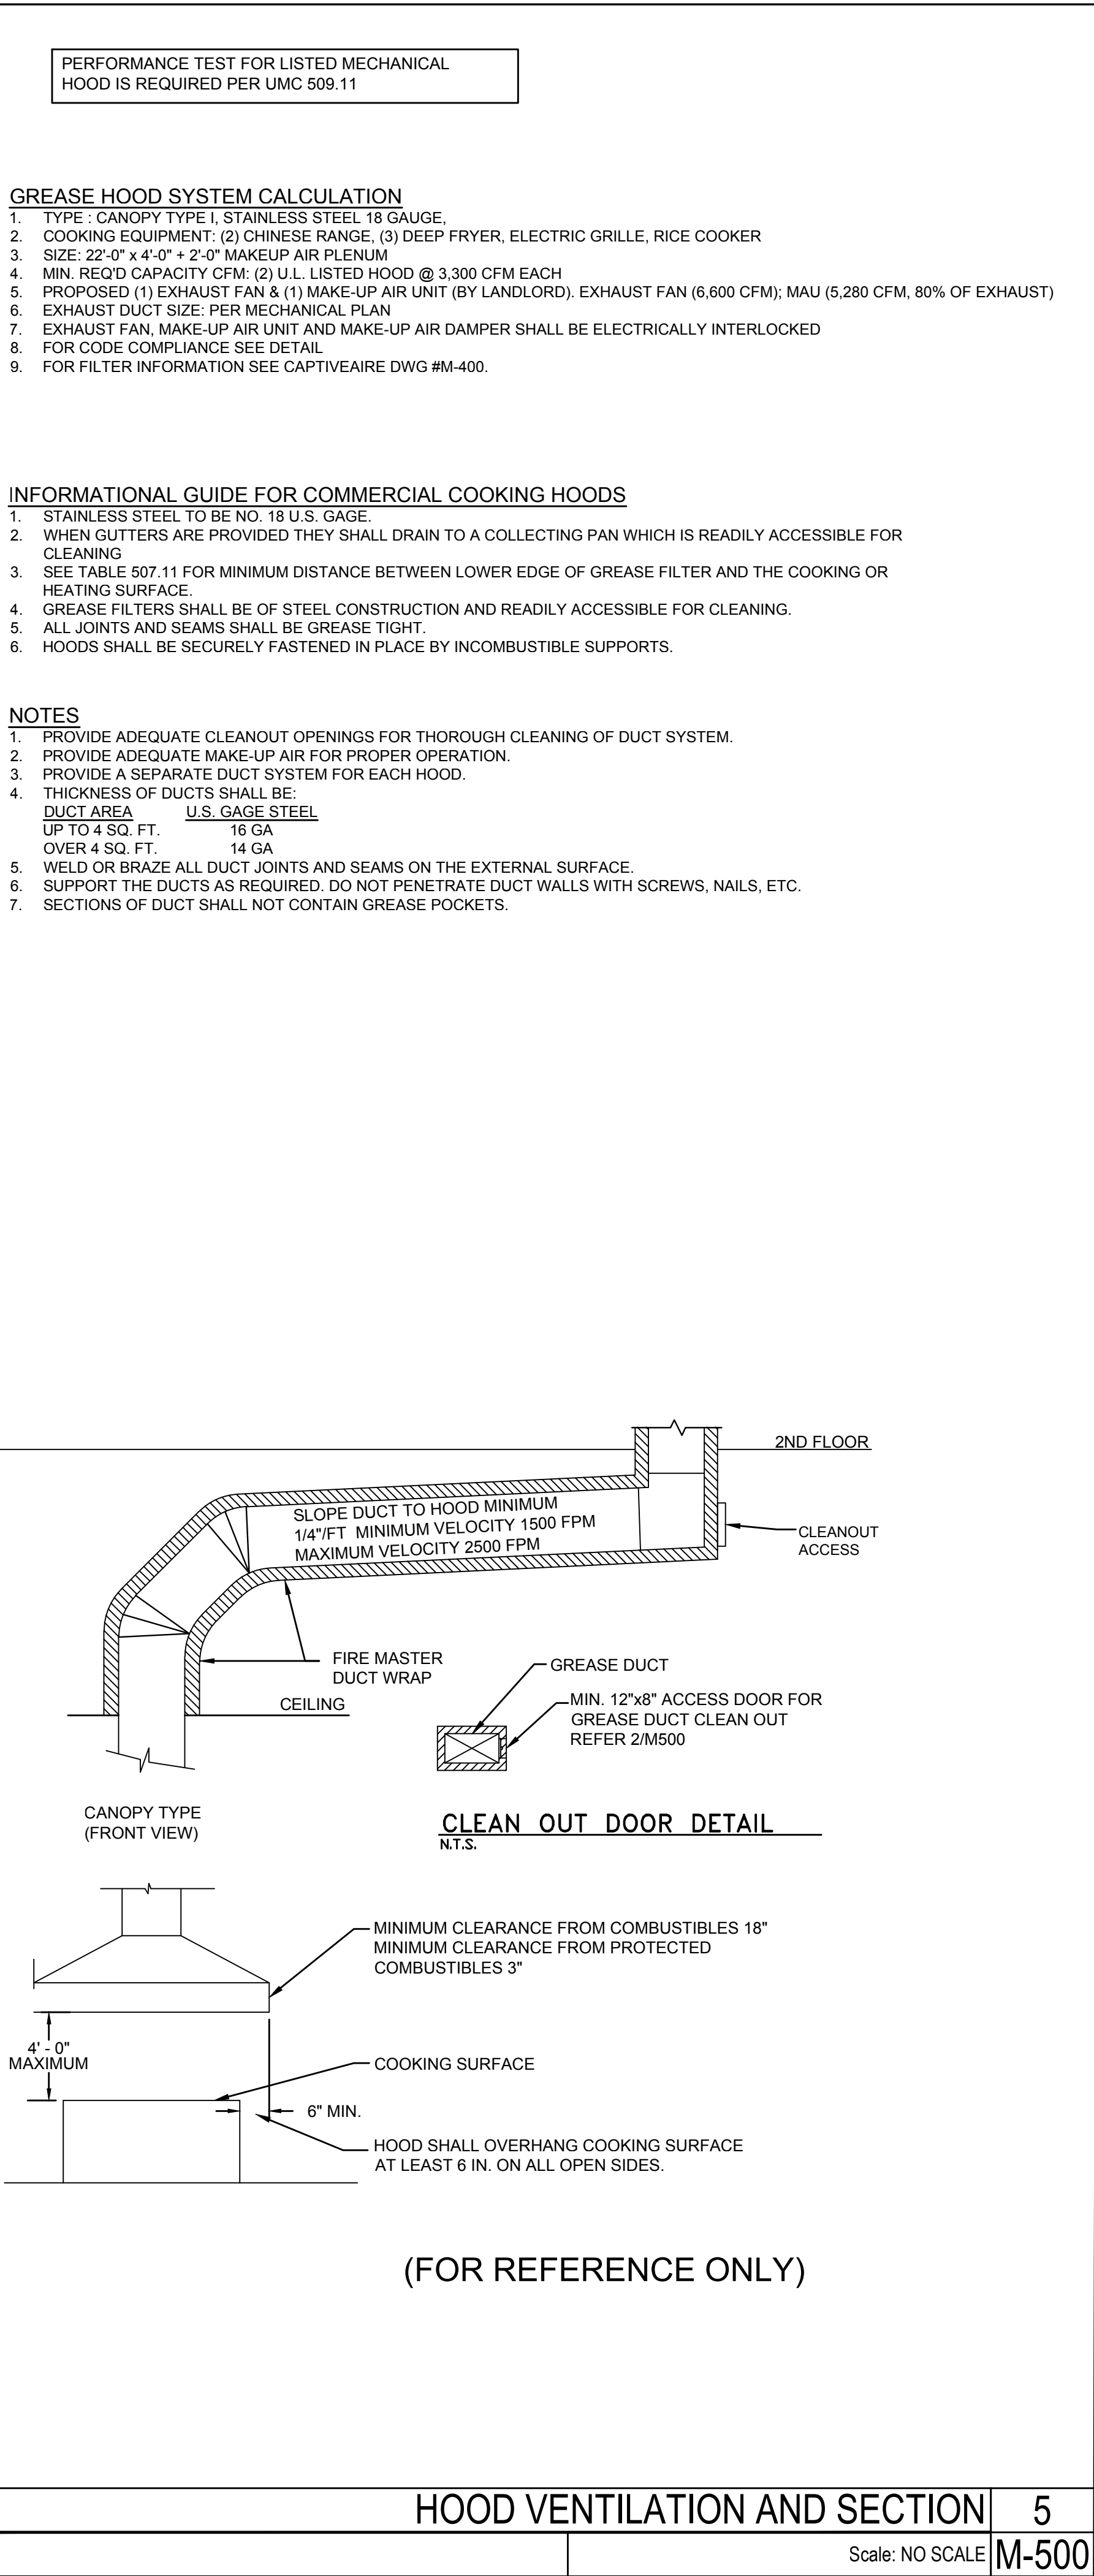 PERFORMANCE TEST FOR LISTED MECHANICAL
HOOD IS REQUIRED PER UMC 509.11
GREASE HOOD SYSTEM CALCULATION
1. TYPE : CANOPY TYPE I, STAINLESS STEEL 18 GAUGE,
2. COOKING EQUIPMENT: (2) CHINESE RANGE, (3) DEEP FRYER, ELECTRIC GRILLE, RICE COOKER
3. SIZE: 22'-0" x 4'-0" + 2'-0" MAKEUP AIR PLENUM
4. MIN. REQ'D CAPACITY CFM: (2) U.L. LISTED HOOD @ 3,300 CFM EACH
5. PROPOSED (1) EXHAUST FAN & (1) MAKE-UP AIR UNIT (BY LANDLORD). EXHAUST FAN (6,600 CFM); MAU (5,280 CFM, 80% OF EXHAUST)
6. EXHAUST DUCT SIZE: PER MECHANICAL PLAN
7. EXHAUST FAN, MAKE-UP AIR UNIT AND MAKE-UP AIR DAMPER SHALL BE ELECTRICALLY INTERLOCKED
8. FOR CODE COMPLIANCE SEE DETAIL
9. FOR FILTER INFORMATION SEE CAPTIVEAIRE DWG #M-400.
INFORMATIONAL GUIDE FOR COMMERCIAL COOKING HOODS
1. STAINLESS STEEL TO BE NO. 18 U.S. GAGE.
2. WHEN GUTTERS ARE PROVIDED THEY SHALL DRAIN TO A COLLECTING PAN WHICH IS READILY ACCESSIBLE FOR
CLEANING
3. SEE TABLE 507.11 FOR MINIMUM DISTANCE BETWEEN LOWER EDGE OF GREASE FILTER AND THE COOKING OR
HEATING SURFACE.
4. GREASE FILTERS SHALL BE OF STEEL CONSTRUCTION AND READILY ACCESSIBLE FOR CLEANING.
5. ALL JOINTS AND SEAMS SHALL BE GREASE TIGHT.
6. HOODS SHALL BE SECURELY FASTENED IN PLACE BY INCOMBUSTIBLE SUPPORTS.
NOTES
1. PROVIDE ADEQUATE CLEANOUT OPENINGS FOR THOROUGH CLEANING OF DUCT SYSTEM.
2. PROVIDE ADEQUATE MAKE-UP AIR FOR PROPER OPERATION.
3. PROVIDE A SEPARATE DUCT SYSTEM FOR EACH HOOD.
4. THICKNESS OF DUCTS SHALL BE:
DUCT AREA U.S. GAGE STEEL
UP TO 4 SQ. FT. 16 GA
OVER 4 SQ. FT. 14 GA
5. WELD OR BRAZE ALL DUCT JOINTS AND SEAMS ON THE EXTERNAL SURFACE.
6. SUPPORT THE DUCTS AS REQUIRED. DO NOT PENETRATE DUCT WALLS WITH SCREWS, NAILS, ETC.
7. SECTIONS OF DUCT SHALL NOT CONTAIN GREASE POCKETS.
2ND FLOOR
SLOPE DUCT TO HOOD MINIMUM
1/4"/FT MINIMUM VELOCITY 1500 FPM
MAXIMUM VELOCITY 2500 FPM
CLEANOUT
ACCESS
FIRE MASTER
DUCT WRAP
CEILING
GREASE DUCT
MIN. 12"x8" ACCESS DOOR FOR
GREASE DUCT CLEAN OUT
REFER 2/M500
CANOPY TYPE
(FRONT VIEW)
CLEAN OUT DOOR DETAIL
N.T.S.
MINIMUM CLEARANCE FROM COMBUSTIBLES 18"
MINIMUM CLEARANCE FROM PROTECTED
COMBUSTIBLES 3"
4' - 0"
MAXIMUM
COOKING SURFACE
6" MIN.
HOOD SHALL OVERHANG COOKING SURFACE
AT LEAST 6 IN. ON ALL OPEN SIDES.
(FOR REFERENCE ONLY)
HOOD VENTILATION AND SECTION 5
Scale: NO SCALE M-500